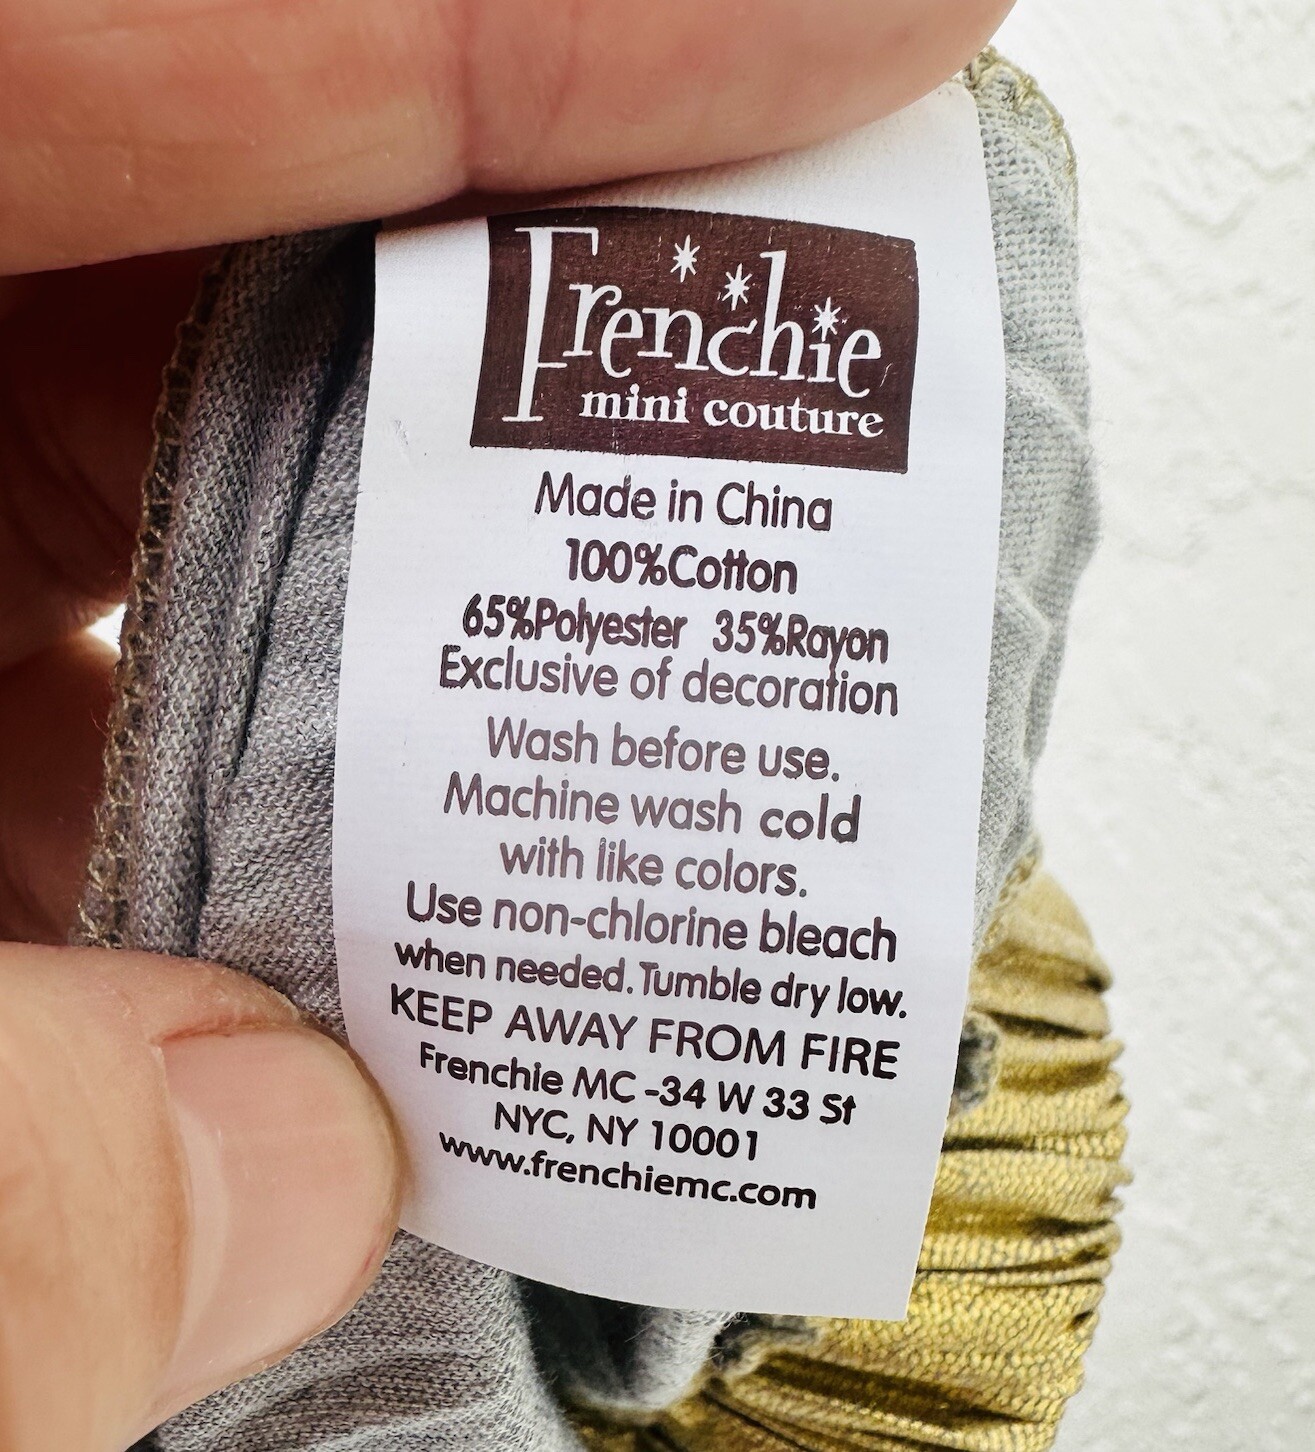 Frenchie
mini couture
Made in China
100%Cotton
65%Polyester 35%Rayon
Exclusive of decoration
Wash before use.
Machine wash cold
with like colors.
Use non-chlorine bleach
when needed. Tumble dry low.
KEEP AWAY FROM FIRE
Frenchie MC -34 W 33 St
NYC, NY 10001
www.frenchiemc.com